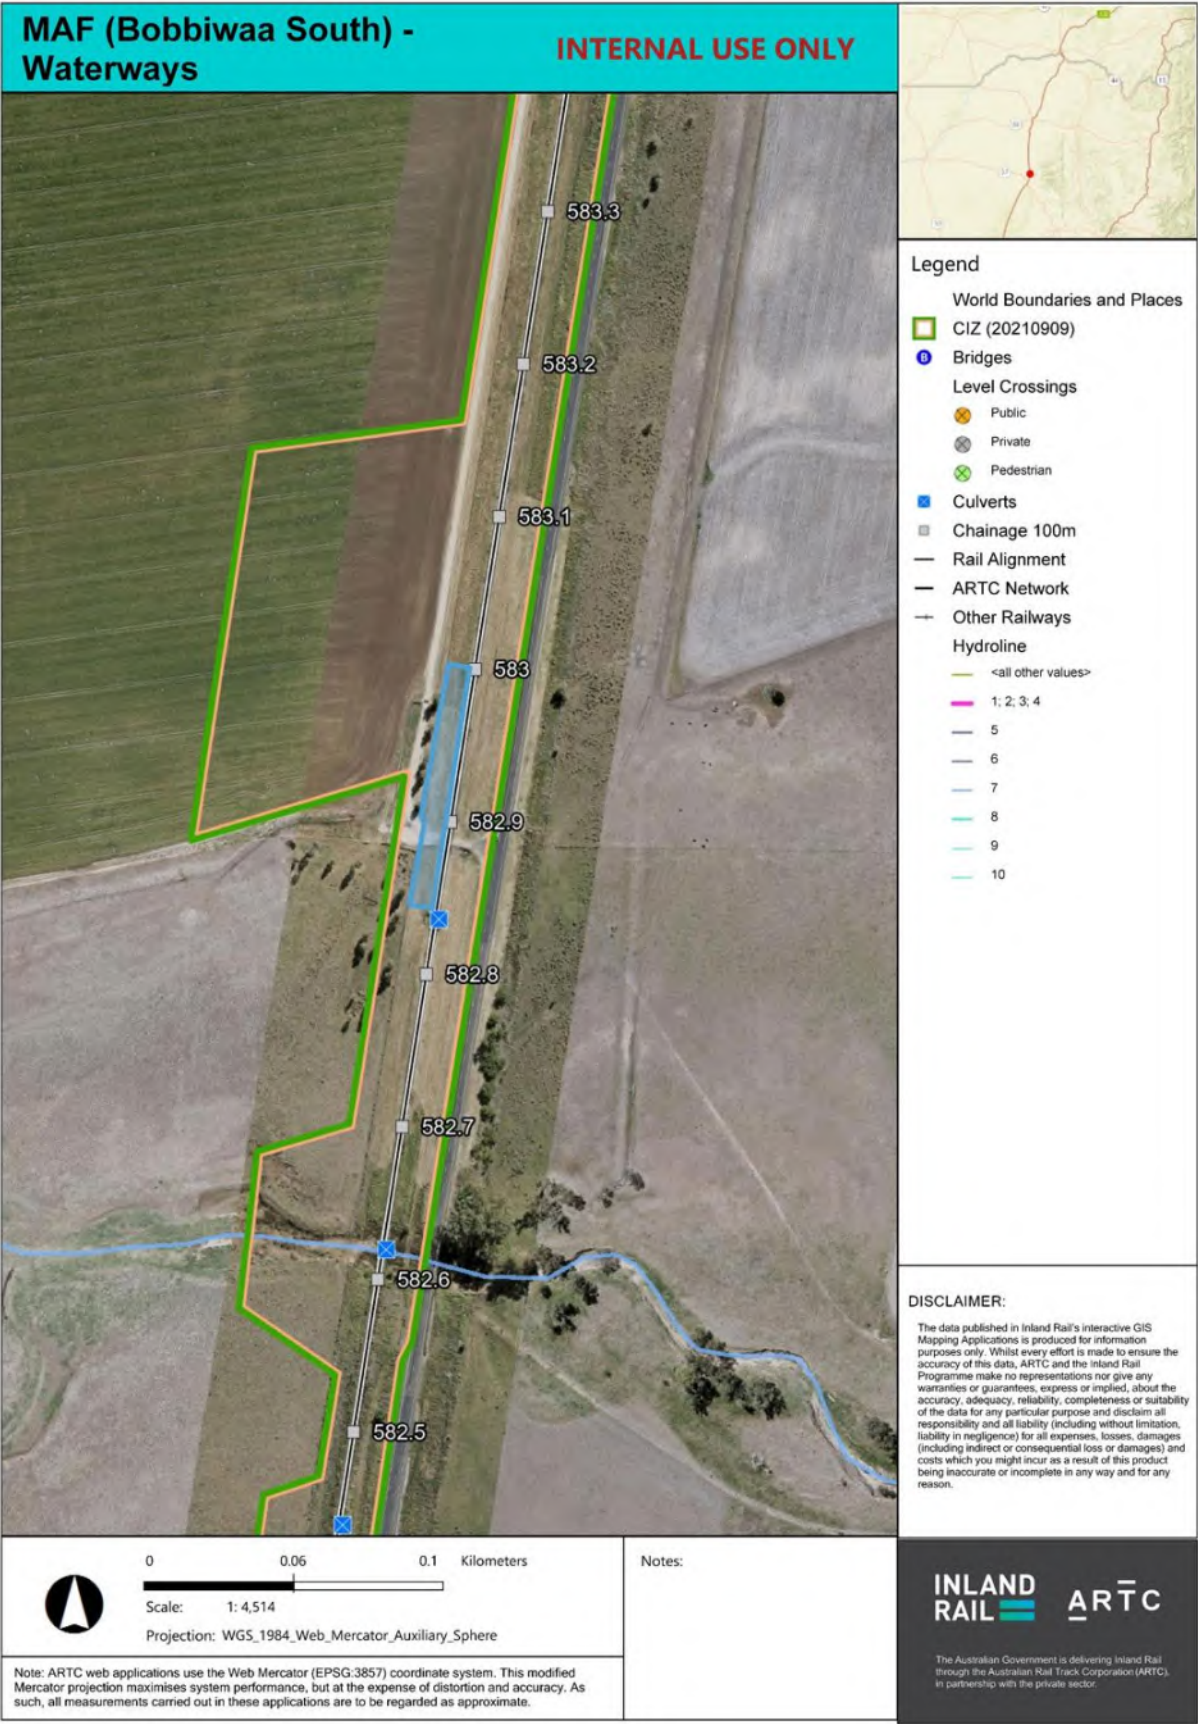 MAF (Bobbiwaa South) -
Waterways
INTERNAL USE ONLY
583.3
583.2
583.1
583
582.9
582.8
582.7
582.6
582.5
Legend
World Boundaries and Places
CIZ (20210909)
B
Bridges
Level Crossings
Public
Private
Pedestrian
Culverts
Chainage 100m
Rail Alignment
ARTC Network
Other Railways
Hydroline
<all other values>
1; 2; 3; 4
5
6
7
8
9
10
DISCLAIMER:
The data published in Inland Rail's interactive GIS
Mapping Applications is produced for information
purposes only. Whilst every effort is made to ensure the
accuracy of this data, ARTC and the Inland Rail
Programme make no representations nor give any
warranties or guarantees, express or implied, about the
accuracy, adequacy, reliability, completeness or suitability
of the data for any particular purpose and disclaim all
responsibility and all liability (including without limitation,
liability in negligence) for all expenses, losses, damages
(including indirect or consequential loss or damages) and
costs which you might incur as a result of this product
being inaccurate or incomplete in any way and for any
reason.
0 0.06 0.1 Kilometers
Scale: 1: 4,514
Projection: WGS_1984_Web_Mercator_Auxiliary_Sphere
Notes:
Note: ARTC web applications use the Web Mercator (EPSG:3857) coordinate system. This modified
Mercator projection maximises system performance, but at the expense of distortion and accuracy. As
such, all measurements carried out in these applications are to be regarded as approximate.
INLAND
RAIL
ARTC
The Australian Government is delivering Inland Rail
through the Australian Rail Track Corporation (ARTC),
in partnership with the private sector.